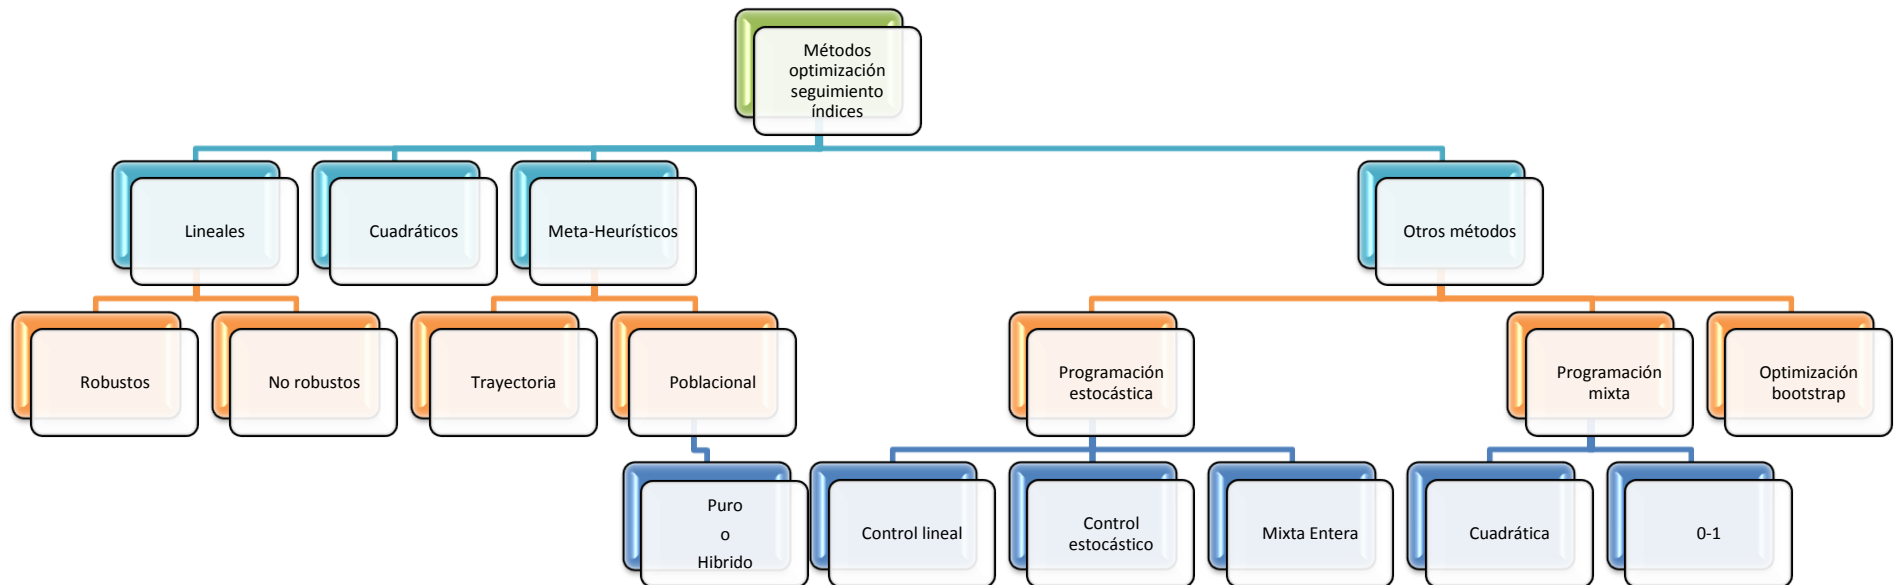 Métodos
optimización
seguimiento
índices
Lineales
Cuadráticos
Meta-Heurísticos
Otros métodos
Robustos
No robustos
Trayectoria
Poblacional
Programación
estocástica
Programación
mixta
Optimización
bootstrap
Puro
o
Hibrido
Control lineal
Control
estocástico
Mixta Entera
Cuadrática
0-1